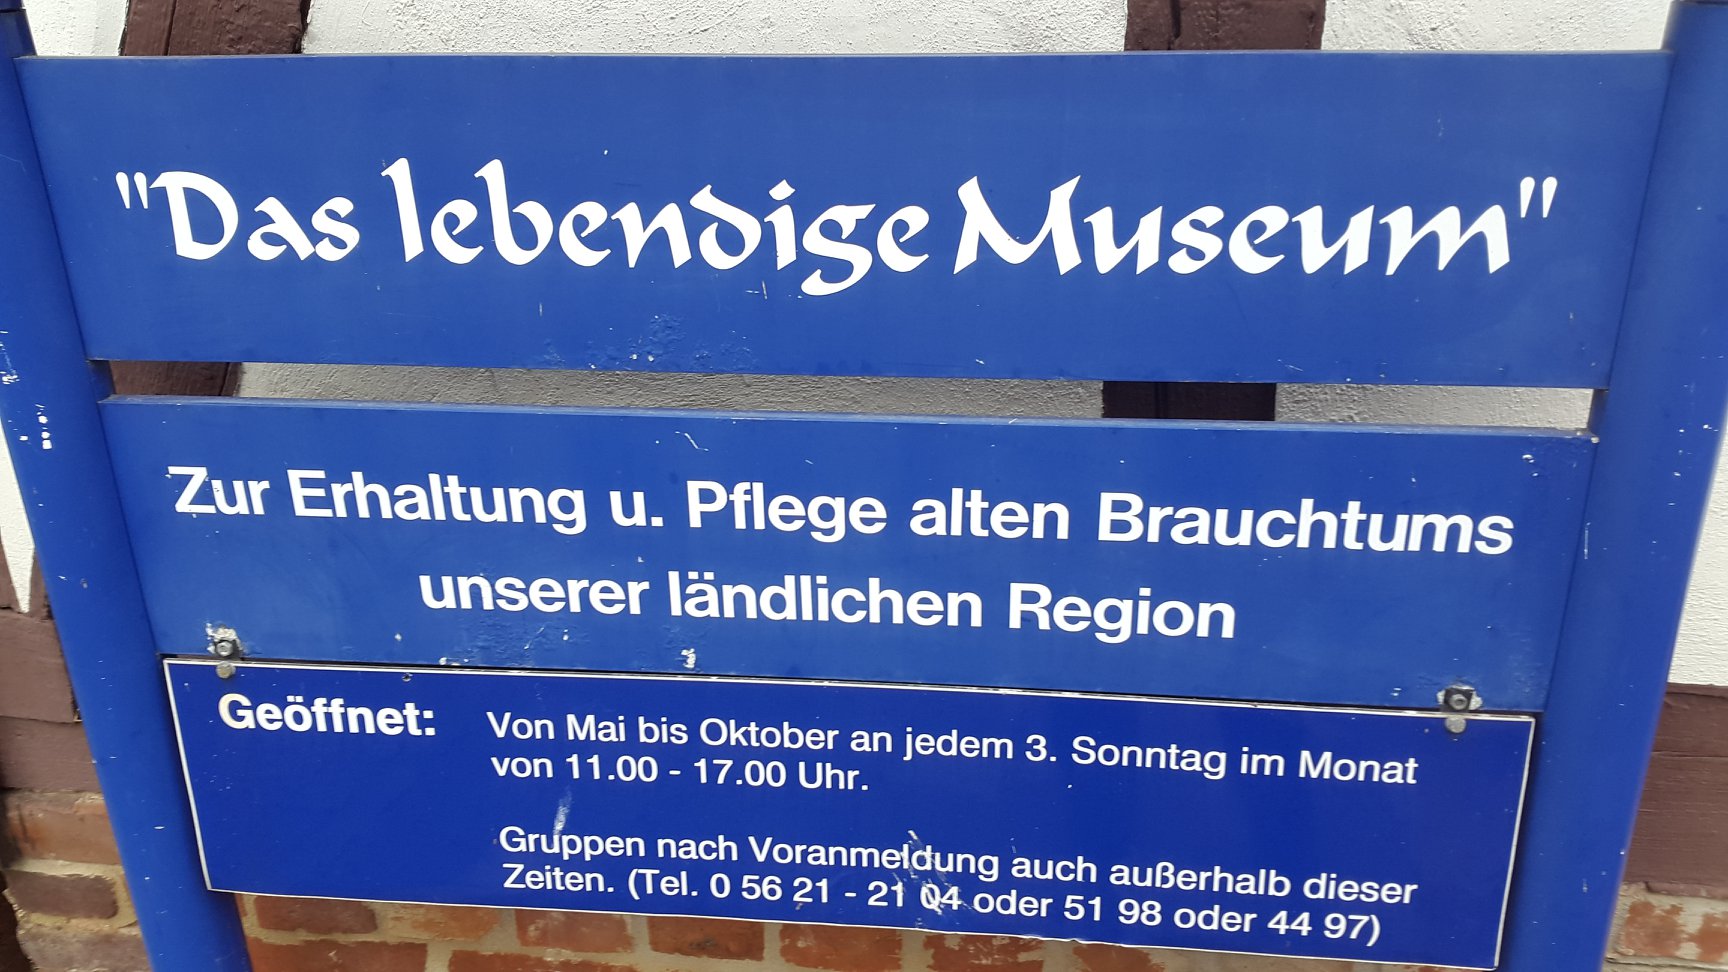 "Das lebendige Museum"
Zur Erhaltung u. Pflege alten Brauchtums
unserer ländlichen Region
Geöffnet: Von Mai bis Oktober an jedem 3. Sonntag im Monat
von 11.00 - 17.00 Uhr.
Gruppen nach Voranmeldung auch außerhalb dieser
Zeiten. (Tel. 0 56 21 - 21 04 oder 51 98 oder 44 97)